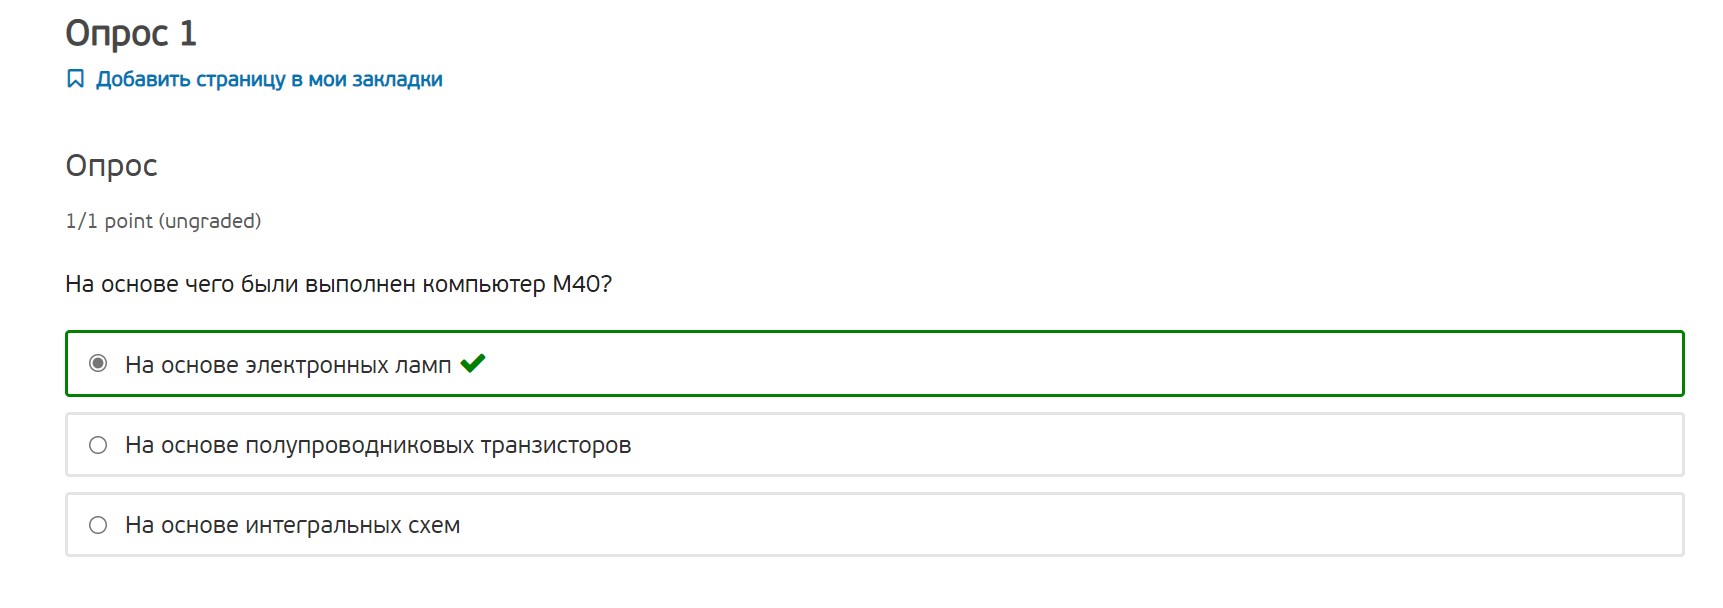 Опрос 1
Добавить страницу в мои закладки
Опрос
1/1 point (ungraded)
На основе чего были выполнен компьютер М40?
На основе электронных ламп
На основе полупроводниковых транзисторов
На основе интегральных схем